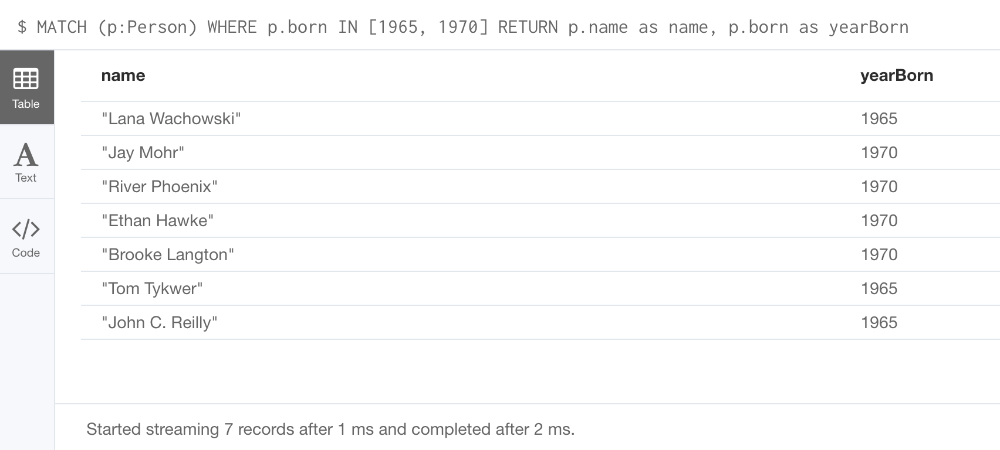 $ MATCH (p:Person) WHERE p.born IN [1965, 1970] RETURN p.name as name, p.born as yearBorn
Table
Text
Code
name yearBorn
"Lana Wachowski" 1965
"Jay Mohr" 1970
"River Phoenix" 1970
"Ethan Hawke" 1970
"Brooke Langton" 1970
"Tom Tykwer" 1965
"John C. Reilly" 1965
Started streaming 7 records after 1 ms and completed after 2 ms.